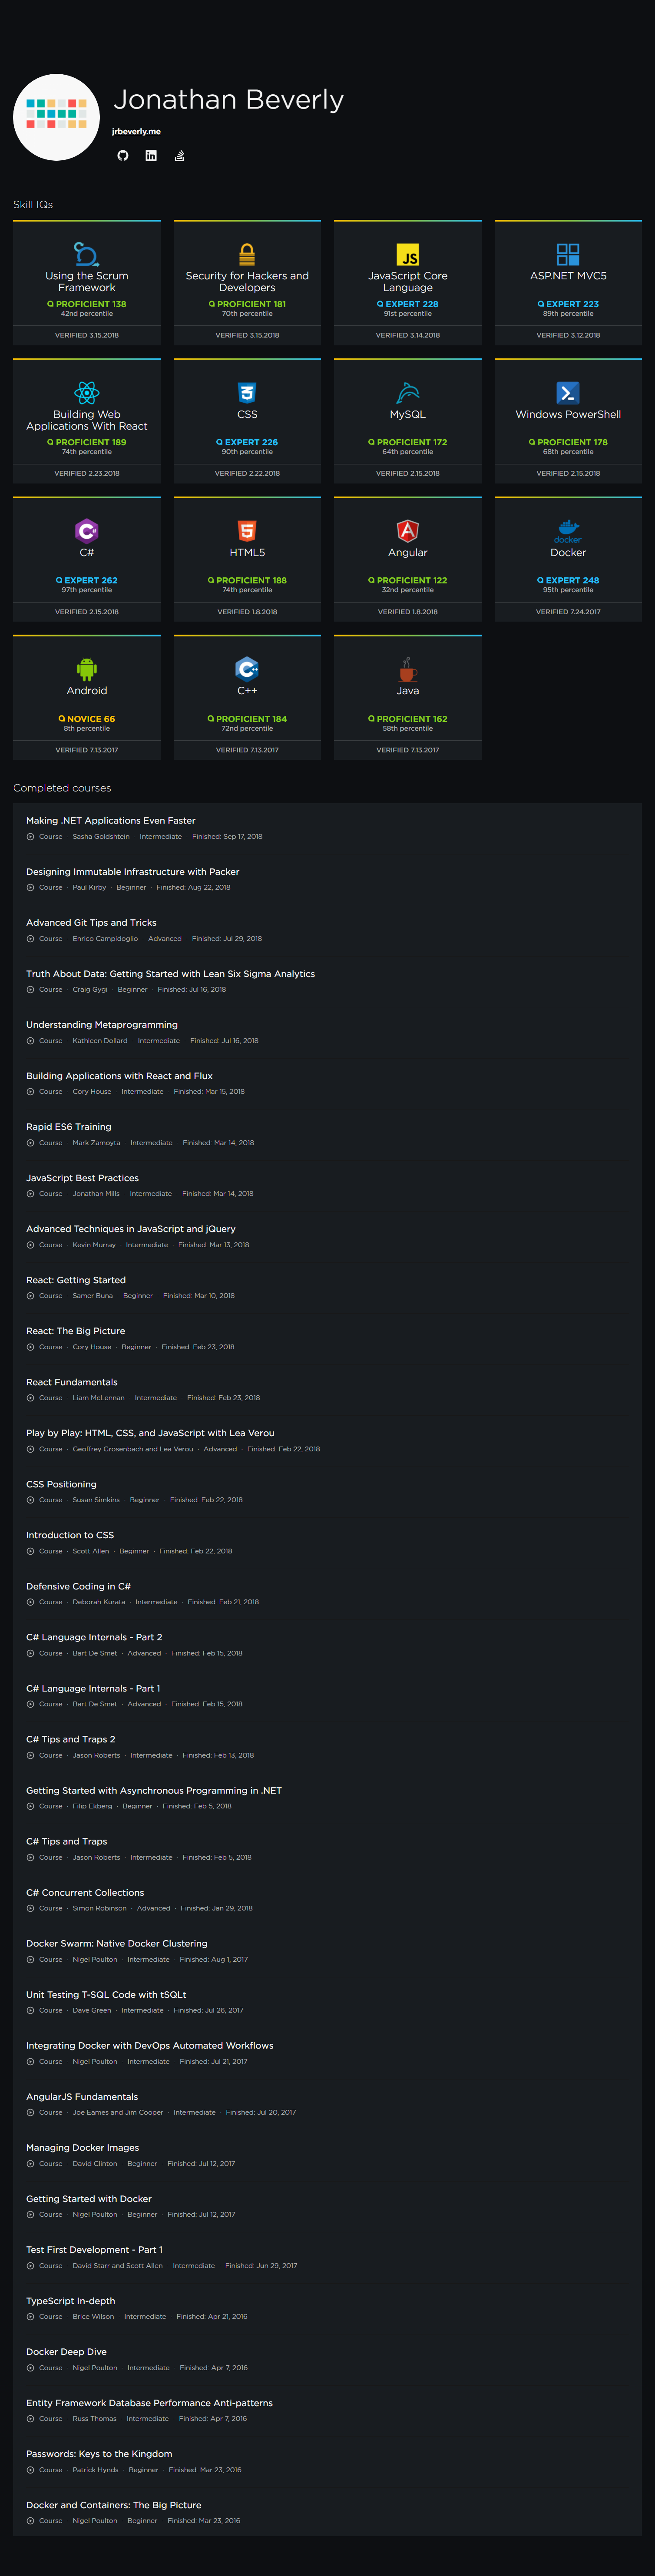 Jonathan Beverly
jrbeverly.me
Skill IQs
Using the Scrum
Framework
PROFICIENT 138
42nd percentile
VERIFIED 3.15.2018
Security for Hackers and
Developers
PROFICIENT 181
70th percentile
VERIFIED 3.15.2018
JS
JavaScript Core
Language
EXPERT 228
91st percentile
VERIFIED 3.14.2018
ASP.NET MVC5
EXPERT 223
89th percentile
VERIFIED 3.12.2018
Building Web
Applications With React
PROFICIENT 189
74th percentile
VERIFIED 2.23.2018
CSS
EXPERT 226
90th percentile
VERIFIED 2.22.2018
MySQL
PROFICIENT 172
64th percentile
VERIFIED 2.15.2018
Windows PowerShell
PROFICIENT 178
68th percentile
VERIFIED 2.15.2018
C#
EXPERT 262
97th percentile
VERIFIED 2.15.2018
HTML5
PROFICIENT 188
74th percentile
VERIFIED 1.8.2018
Angular
PROFICIENT 122
32nd percentile
VERIFIED 1.8.2018
docker
Docker
EXPERT 248
95th percentile
VERIFIED 7.24.2017
Android
NOVICE 66
8th percentile
VERIFIED 7.13.2017
C++
PROFICIENT 184
72nd percentile
VERIFIED 7.13.2017
Java
PROFICIENT 162
58th percentile
VERIFIED 7.13.2017
Completed courses
Making .NET Applications Even Faster
Course · Sasha Goldshtein · Intermediate · Finished: Sep 17, 2018
Designing Immutable Infrastructure with Packer
Course · Paul Kirby · Beginner · Finished: Aug 22, 2018
Advanced Git Tips and Tricks
Course · Enrico Campidoglio · Advanced · Finished: Jul 29, 2018
Truth About Data: Getting Started with Lean Six Sigma Analytics
Course · Craig Gygi · Beginner · Finished: Jul 16, 2018
Understanding Metaprogramming
Course · Kathleen Dollard · Intermediate · Finished: Jul 16, 2018
Building Applications with React and Flux
Course · Cory House · Intermediate · Finished: Mar 15, 2018
Rapid ES6 Training
Course · Mark Zamoyta · Intermediate · Finished: Mar 14, 2018
JavaScript Best Practices
Course · Jonathan Mills · Intermediate · Finished: Mar 14, 2018
Advanced Techniques in JavaScript and jQuery
Course · Kevin Murray · Intermediate · Finished: Mar 13, 2018
React: Getting Started
Course · Samer Buna · Beginner · Finished: Mar 10, 2018
React: The Big Picture
Course · Cory House · Beginner · Finished: Feb 23, 2018
React Fundamentals
Course · Liam McLennan · Intermediate · Finished: Feb 23, 2018
Play by Play: HTML, CSS, and JavaScript with Lea Verou
Course · Geoffrey Grosenbach and Lea Verou · Advanced · Finished: Feb 22, 2018
CSS Positioning
Course · Susan Simkins · Beginner · Finished: Feb 22, 2018
Introduction to CSS
Course · Scott Allen · Beginner · Finished: Feb 22, 2018
Defensive Coding in C#
Course · Deborah Kurata · Intermediate · Finished: Feb 21, 2018
C# Language Internals - Part 2
Course · Bart De Smet · Advanced · Finished: Feb 15, 2018
C# Language Internals - Part 1
Course · Bart De Smet · Advanced · Finished: Feb 15, 2018
C# Tips and Traps 2
Course · Jason Roberts · Intermediate · Finished: Feb 13, 2018
Getting Started with Asynchronous Programming in .NET
Course · Filip Ekberg · Beginner · Finished: Feb 5, 2018
C# Tips and Traps
Course · Jason Roberts · Intermediate · Finished: Feb 5, 2018
C# Concurrent Collections
Course · Simon Robinson · Advanced · Finished: Jan 29, 2018
Docker Swarm: Native Docker Clustering
Course · Nigel Poulton · Intermediate · Finished: Aug 1, 2017
Unit Testing T-SQL Code with tSQLt
Course · Dave Green · Intermediate · Finished: Jul 26, 2017
Integrating Docker with DevOps Automated Workflows
Course · Nigel Poulton · Intermediate · Finished: Jul 21, 2017
AngularJS Fundamentals
Course · Joe Eames and Jim Cooper · Intermediate · Finished: Jul 20, 2017
Managing Docker Images
Course · David Clinton · Beginner · Finished: Jul 12, 2017
Getting Started with Docker
Course · Nigel Poulton · Beginner · Finished: Jul 12, 2017
Test First Development - Part 1
Course · David Starr and Scott Allen · Intermediate · Finished: Jun 29, 2017
TypeScript In-depth
Course · Brice Wilson · Intermediate · Finished: Apr 21, 2016
Docker Deep Dive
Course · Nigel Poulton · Intermediate · Finished: Apr 7, 2016
Entity Framework Database Performance Anti-patterns
Course · Russ Thomas · Intermediate · Finished: Apr 7, 2016
Passwords: Keys to the Kingdom
Course · Patrick Hynds · Beginner · Finished: Mar 23, 2016
Docker and Containers: The Big Picture
Course · Nigel Poulton · Beginner · Finished: Mar 23, 2016